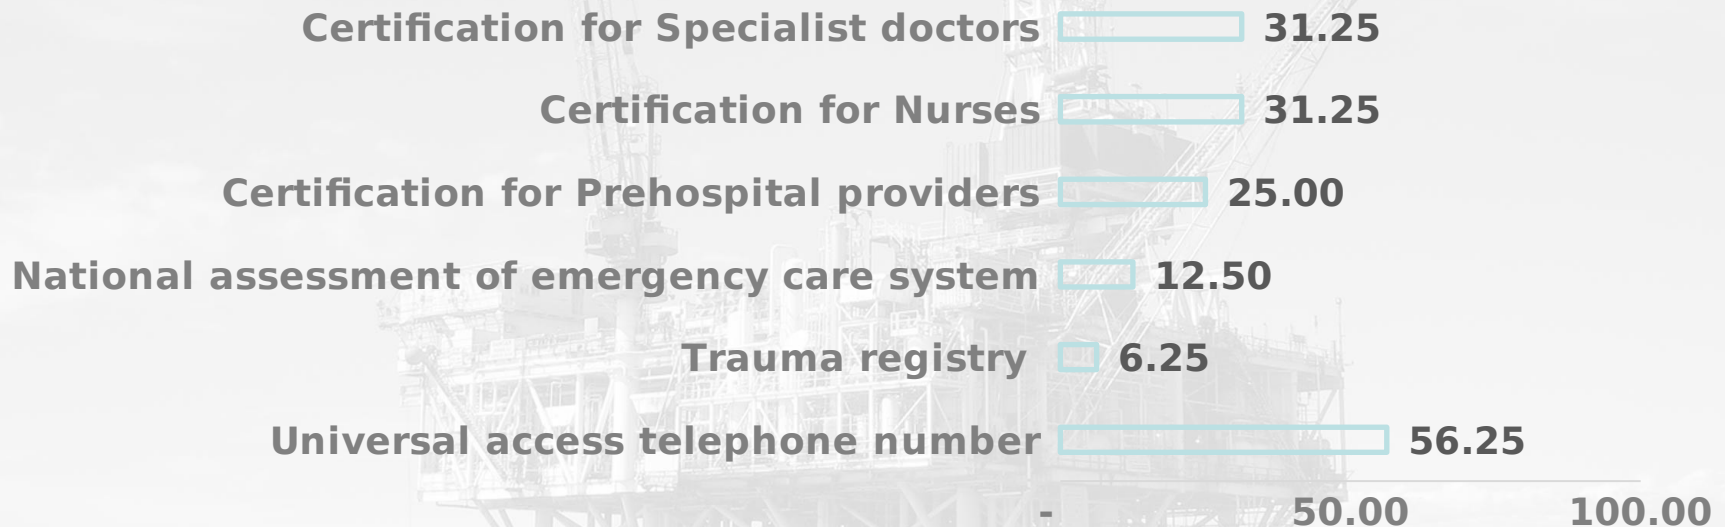 Certification for Specialist doctors 31.25
Certification for Nurses 31.25
Certification for Prehospital providers 25.00
National assessment of emergency care system 12.50
Trauma registry 6.25
Universal access telephone number 56.25
- 50.00 100.00